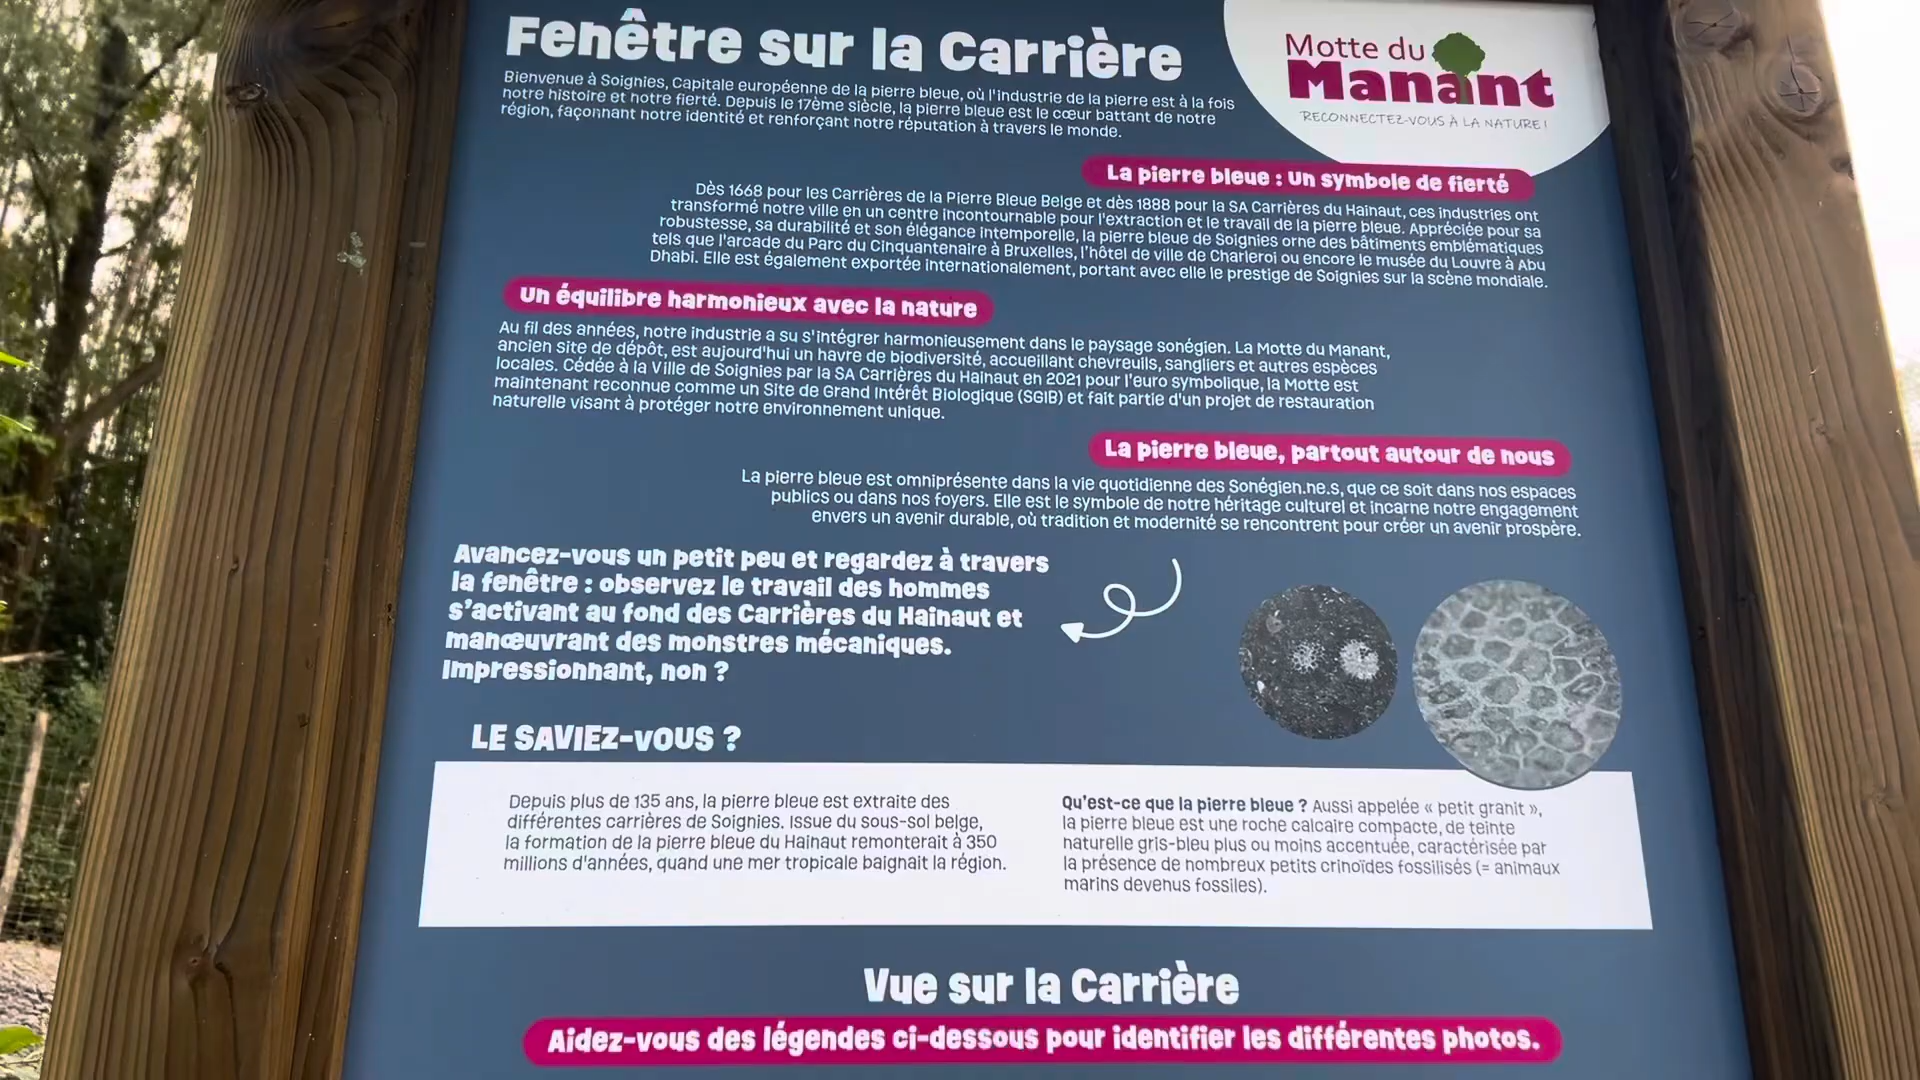 Fenêtre sur la Carrière
Bienvenue à Soignies, Capitale européenne de la pierre bleue, où l'industrie de la pierre est à la fois
notre histoire et notre fierté. Depuis le 17ème siècle, la pierre bleue est le cœur battant de notre
région, façonnant notre identité et renforçant notre réputation à travers le monde.
Motte du
Manant
RECONNECTEZ-VOUS À LA NATURE !
La pierre bleue : Un symbole de fierté
Dès 1668 pour les Carrières de la Pierre Bleue Belge et dès 1888 pour la SA Carrières du Hainaut, ces industries ont
transformé notre ville en un centre incontournable pour l'extraction et le travail de la pierre bleue. Appréciée pour sa
robustesse, sa durabilité et son élégance intemporelle, la pierre bleue de Soignies orne des bâtiments emblématiques
tels que l'arcade du Parc du Cinquantenaire à Bruxelles, l'hôtel de ville de Charleroi ou encore le musée du Louvre à Abu
Dhabi. Elle est également exportée internationalement, portant avec elle le prestige de Soignies sur la scène mondiale.
Un équilibre harmonieux avec la nature
Au fil des années, notre industrie a su s'intégrer harmonieusement dans le paysage sonégien. La Motte du Manant,
ancien site de dépôt, est aujourd'hui un havre de biodiversité, accueillant chevreuils, sangliers et autres espèces
locales. Cédée à la Ville de Soignies par la SA Carrières du Hainaut en 2021 pour l'euro symbolique, la Motte est
maintenant reconnue comme un Site de Grand Intérêt Biologique (SGIB) et fait partie d'un projet de restauration
naturelle visant à protéger notre environnement unique.
La pierre bleue, partout autour de nous
La pierre bleue est omniprésente dans la vie quotidienne des Sonégien.ne.s, que ce soit dans nos espaces
publics ou dans nos foyers. Elle est le symbole de notre héritage culturel et incarne notre engagement
envers un avenir durable, où tradition et modernité se rencontrent pour créer un avenir prospère.
Avancez-vous un petit peu et regardez à travers
la fenêtre : observez le travail des hommes
s'activant au fond des Carrières du Hainaut et
manœuvrant des monstres mécaniques.
Impressionnant, non ?
LE SAVIEZ-VOUS ?
Depuis plus de 135 ans, la pierre bleue est extraite des
différentes carrières de Soignies. Issue du sous-sol belge,
la formation de la pierre bleue du Hainaut remonterait à 350
millions d'années, quand une mer tropicale baignait la région.
Qu'est-ce que la pierre bleue ? Aussi appelée « petit granit »,
la pierre bleue est une roche calcaire compacte, de teinte
naturelle gris-bleu plus ou moins accentuée, caractérisée par
la présence de nombreux petits crinoïdes fossilisés (= animaux
marins devenus fossiles).
Vue sur la Carrière
Aidez-vous des légendes ci-dessous pour identifier les différentes photos.